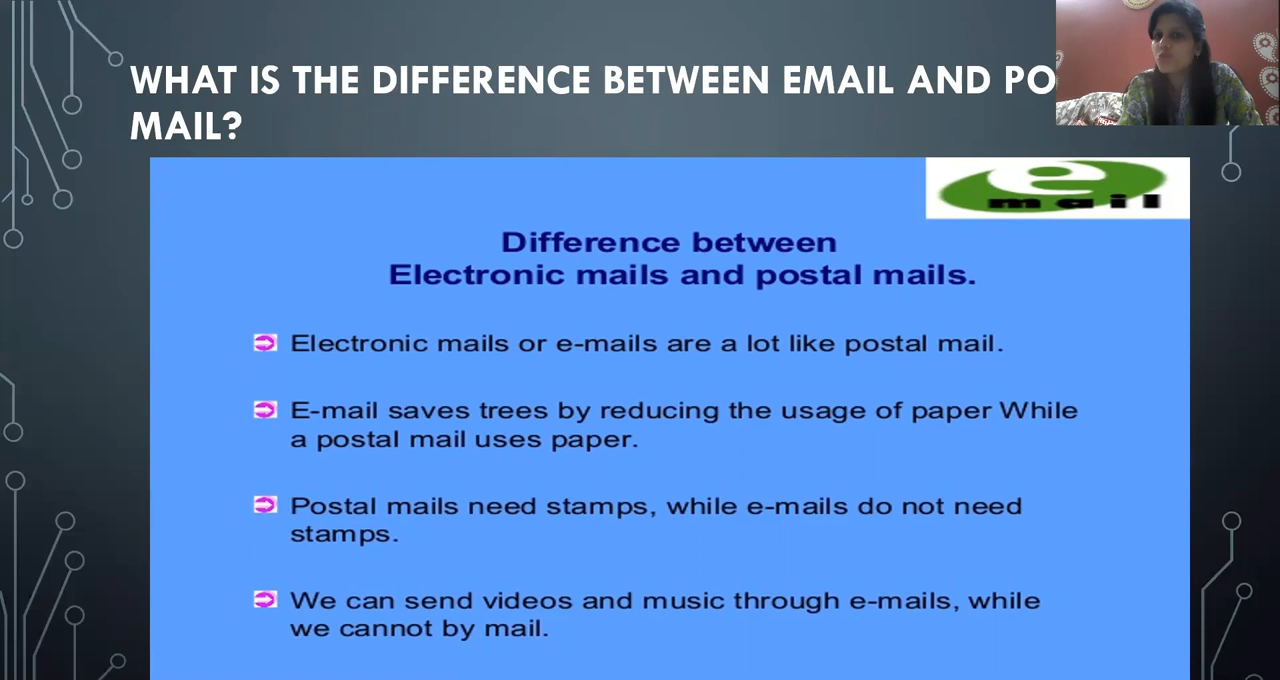 WHAT IS THE DIFFERENCE BETWEEN EMAIL AND PO
MAIL?
e
mail
Difference between
Electronic mails and postal mails.
Electronic mails or e-mails are a lot like postal mail.
E-mail saves trees by reducing the usage of paper While
a postal mail uses paper.
Postal mails need stamps, while e-mails do not need
stamps.
We can send videos and music through e-mails, while
we cannot by mail.